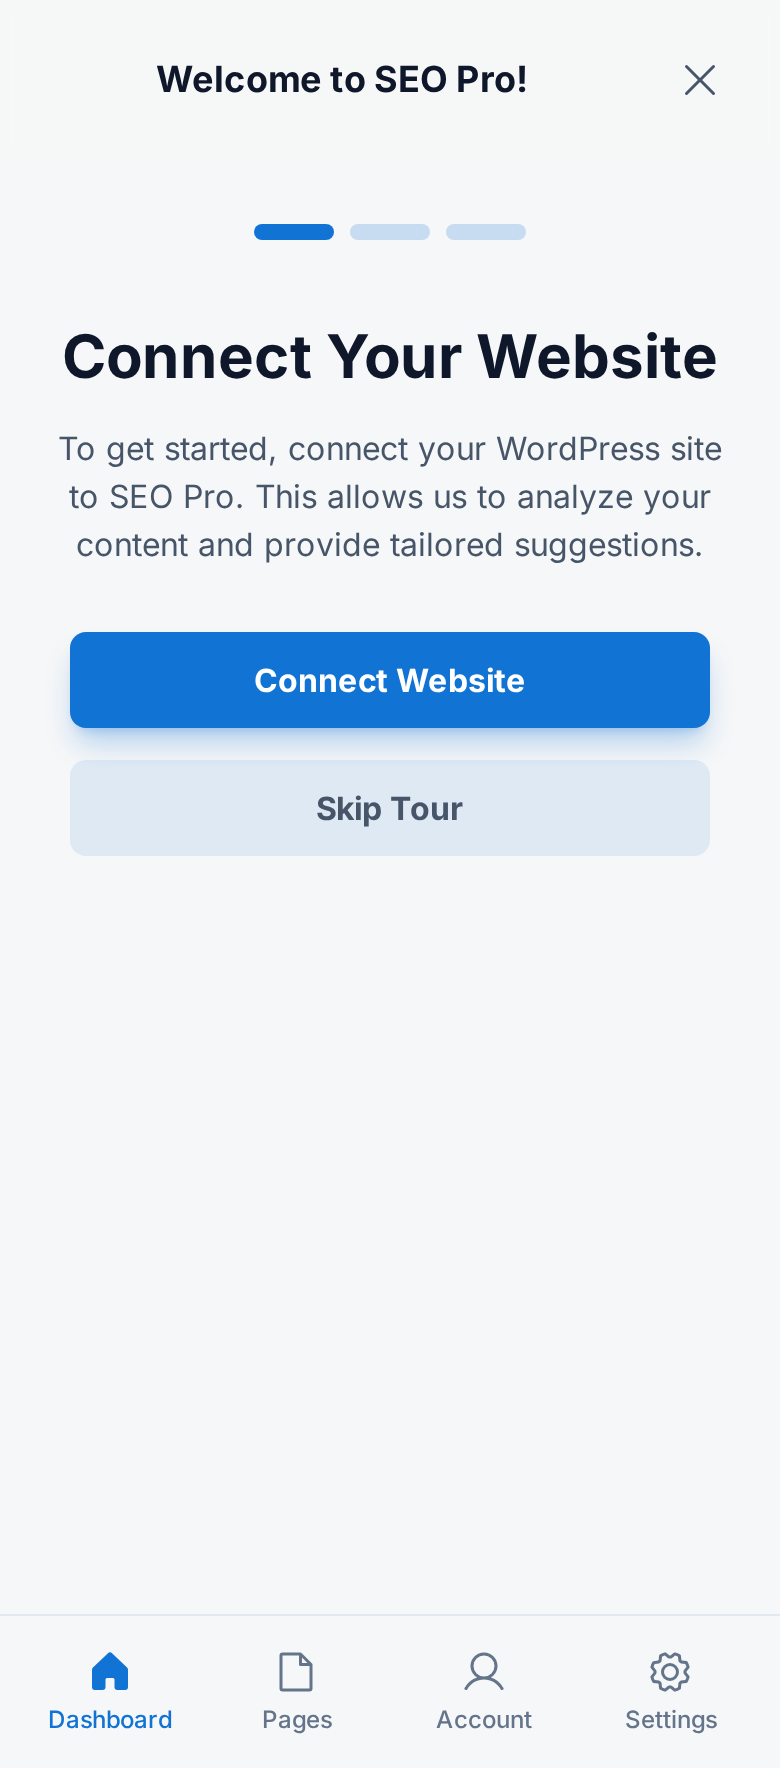 Welcome to SEO Pro!
Connect Your Website
To get started, connect your WordPress site
to SEO Pro. This allows us to analyze your
content and provide tailored suggestions.
Connect Website
Skip Tour
Dashboard
Pages
Account
Settings